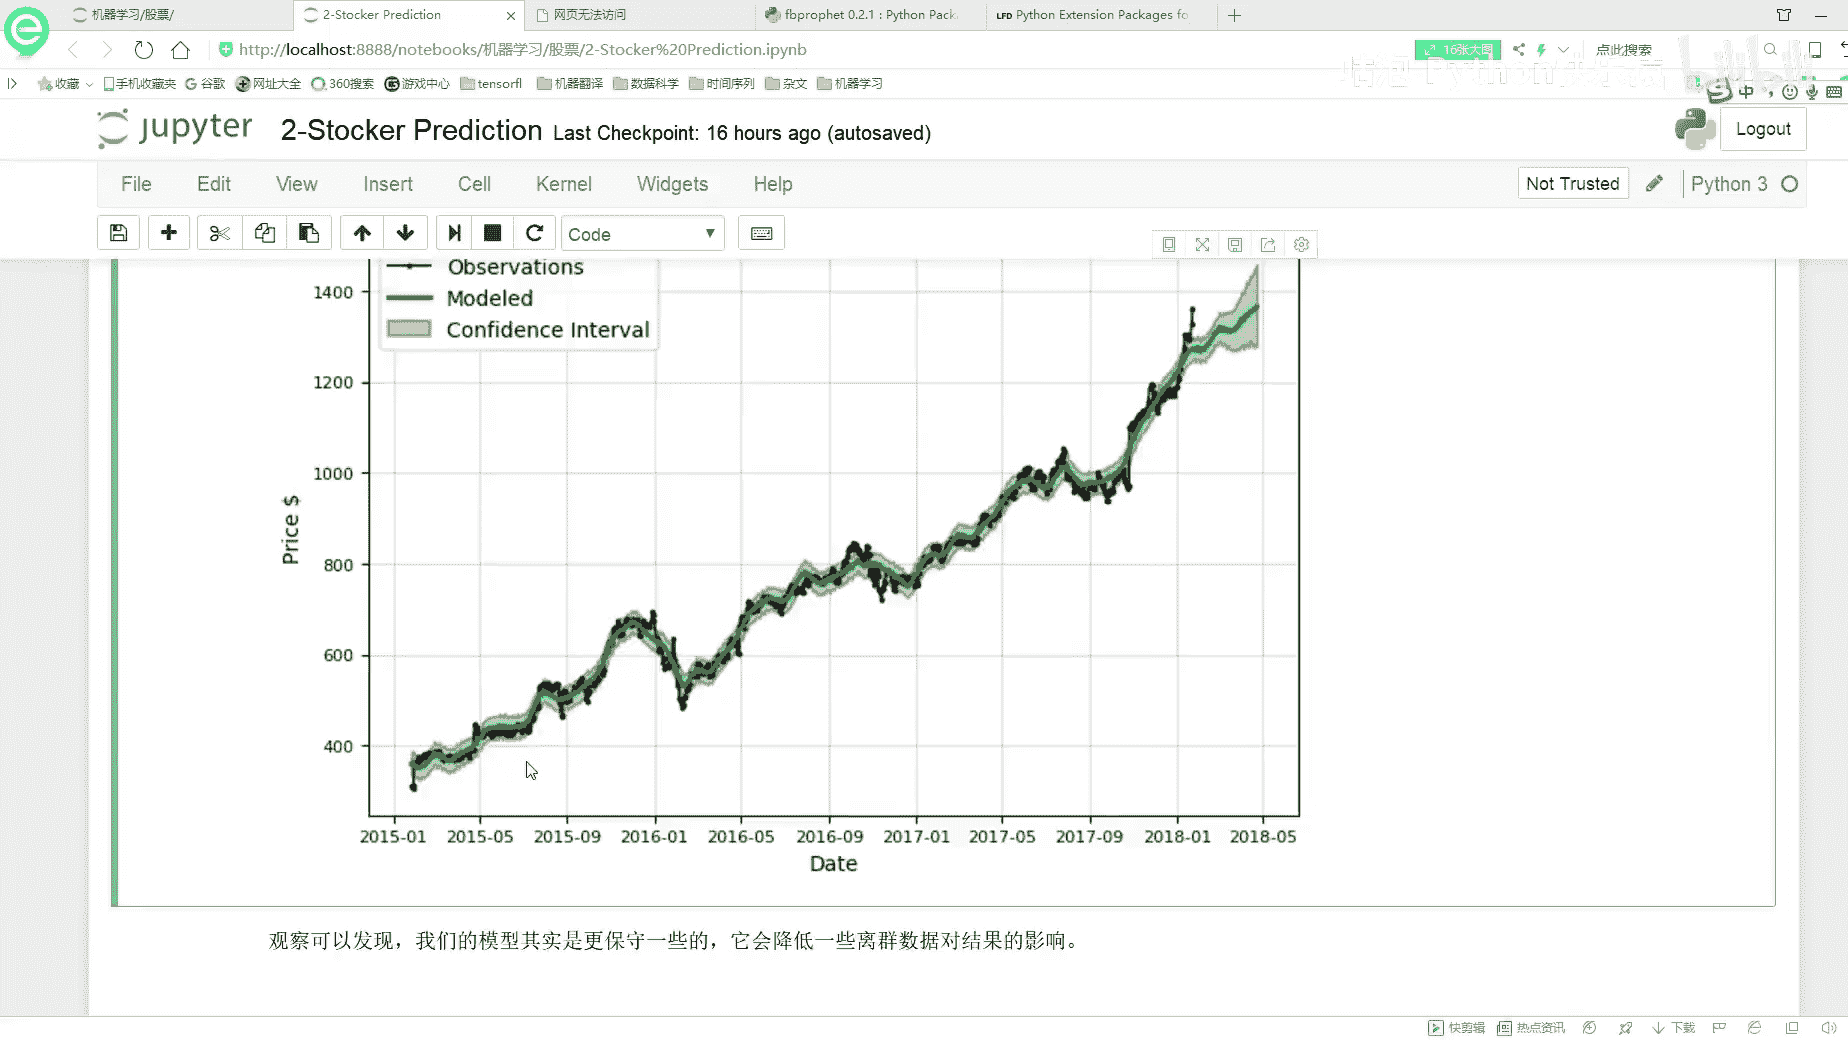 机器学习/股票/
2-Stocker Prediction
网页无法访问
fbprophet 0.2.1 : Python Pack
LFD Python Extension Packages fo
http://localhost:8888/notebooks/机器学习/股票/2-Stocker%20Prediction.ipynb
16张大图
点此搜索
收藏
手机收藏夹
谷歌
网址大全
360搜索
游戏中心
tensorfl
机器翻译
数据科学
时间序列
杂文
机器学习
中
jupyter
2-Stocker Prediction
Last Checkpoint: 16 hours ago (autosaved)
Logout
File
Edit
View
Insert
Cell
Kernel
Widgets
Help
Not Trusted
Python 3
Code
Observations
Modeled
Confidence Interval
1400
1200
1000
800
600
400
Price $
2015-01
2015-05
2015-09
2016-01
2016-05
2016-09
2017-01
2017-05
2017-09
2018-01
2018-05
Date
观察可以发现，我们的模型其实是更保守一些的，它会降低一些离群数据对结果的影响。
快剪辑
热点资讯
下载